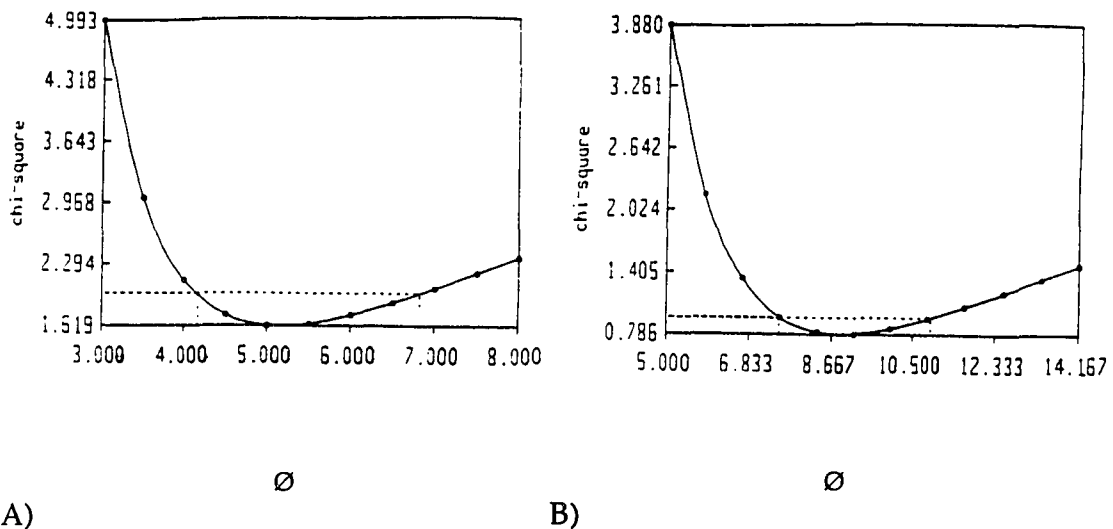 4.993
4.318
3.643
2.968
2.294
1.519
chi-square
3.000 4.000 5.000 6.000 7.300 8.000
Ø
A)
3.880
3.261
2.642
2.024
1.405
0.786
chi-square
5.000 6.833 8.667 10.500 12.333 14.167
Ø
B)